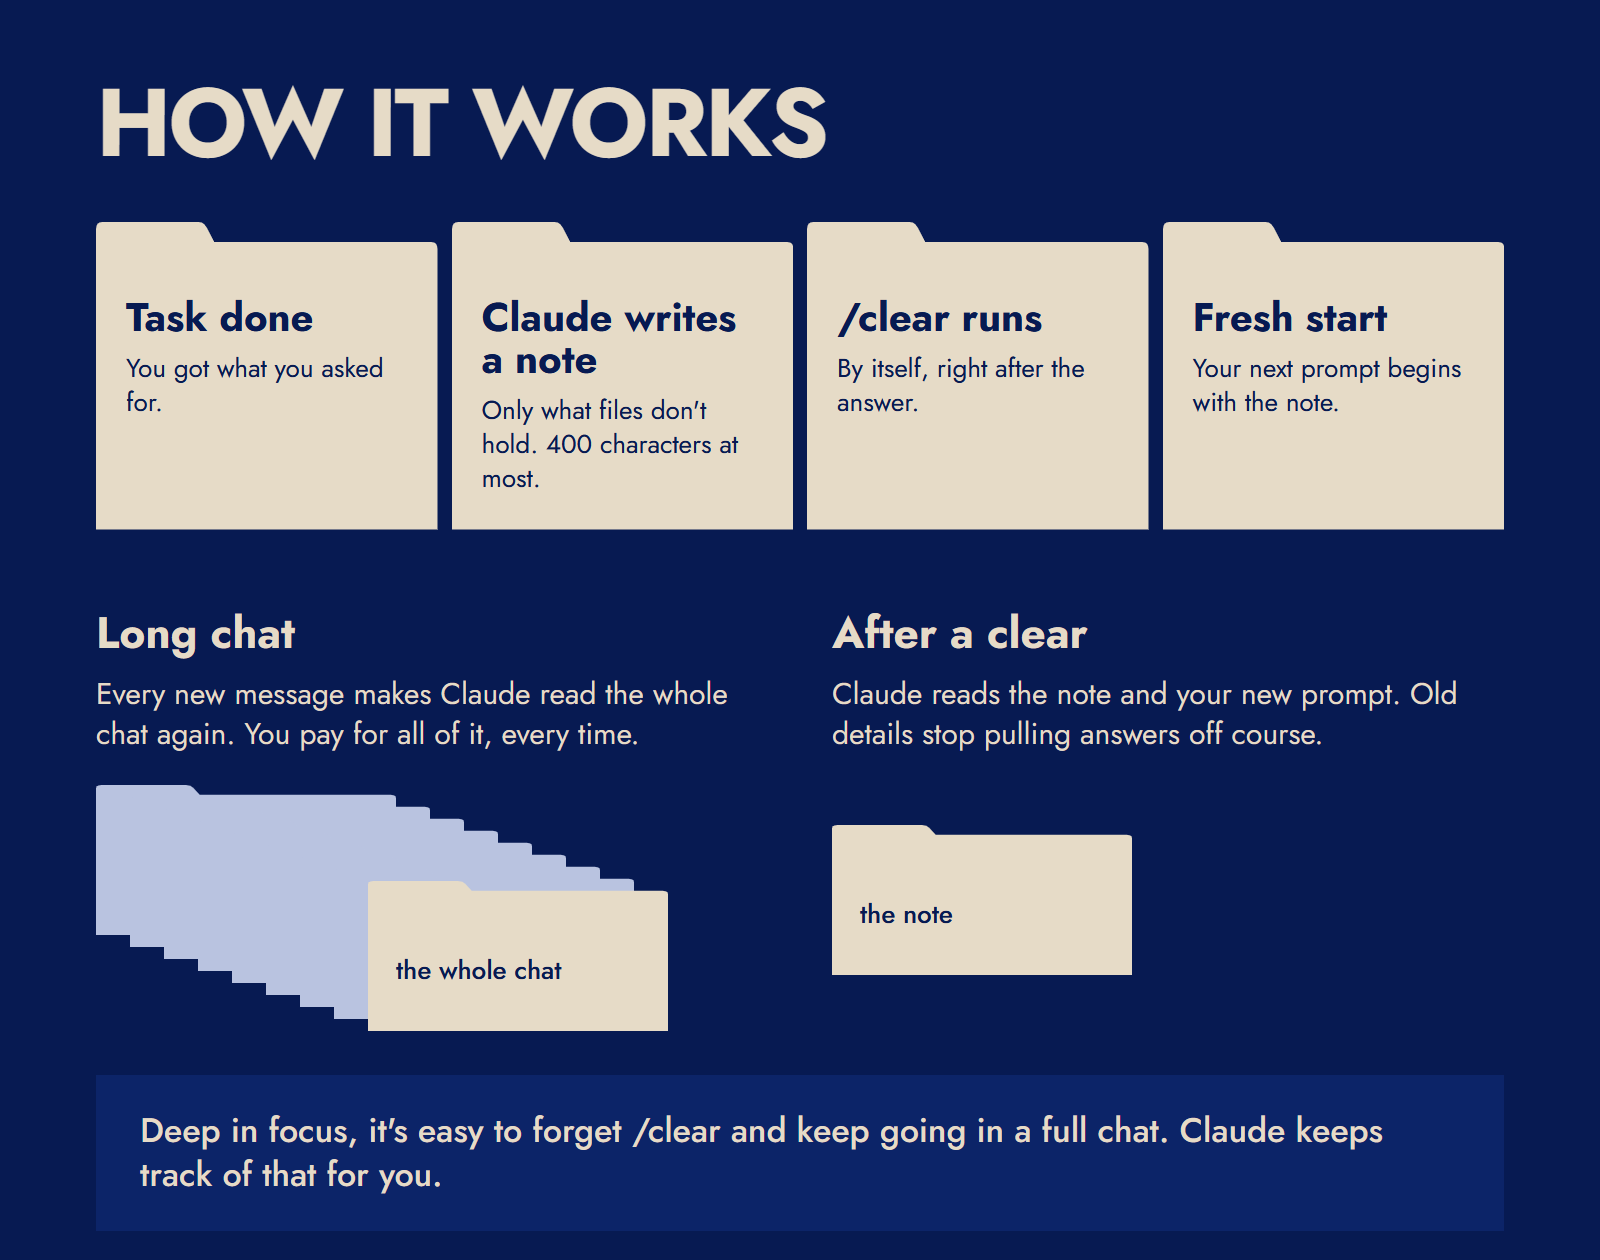 HOW IT WORKS
Task done
You got what you asked
for.
Claude writes
a note
Only what files don't
hold. 400 characters at
most.
/clear runs
By itself, right after the
answer.
Fresh start
Your next prompt begins
with the note.
Long chat
Every new message makes Claude read the whole
chat again. You pay for all of it, every time.
the whole chat
After a clear
Claude reads the note and your new prompt. Old
details stop pulling answers off course.
the note
Deep in focus, it's easy to forget /clear and keep going in a full chat. Claude keeps
track of that for you.